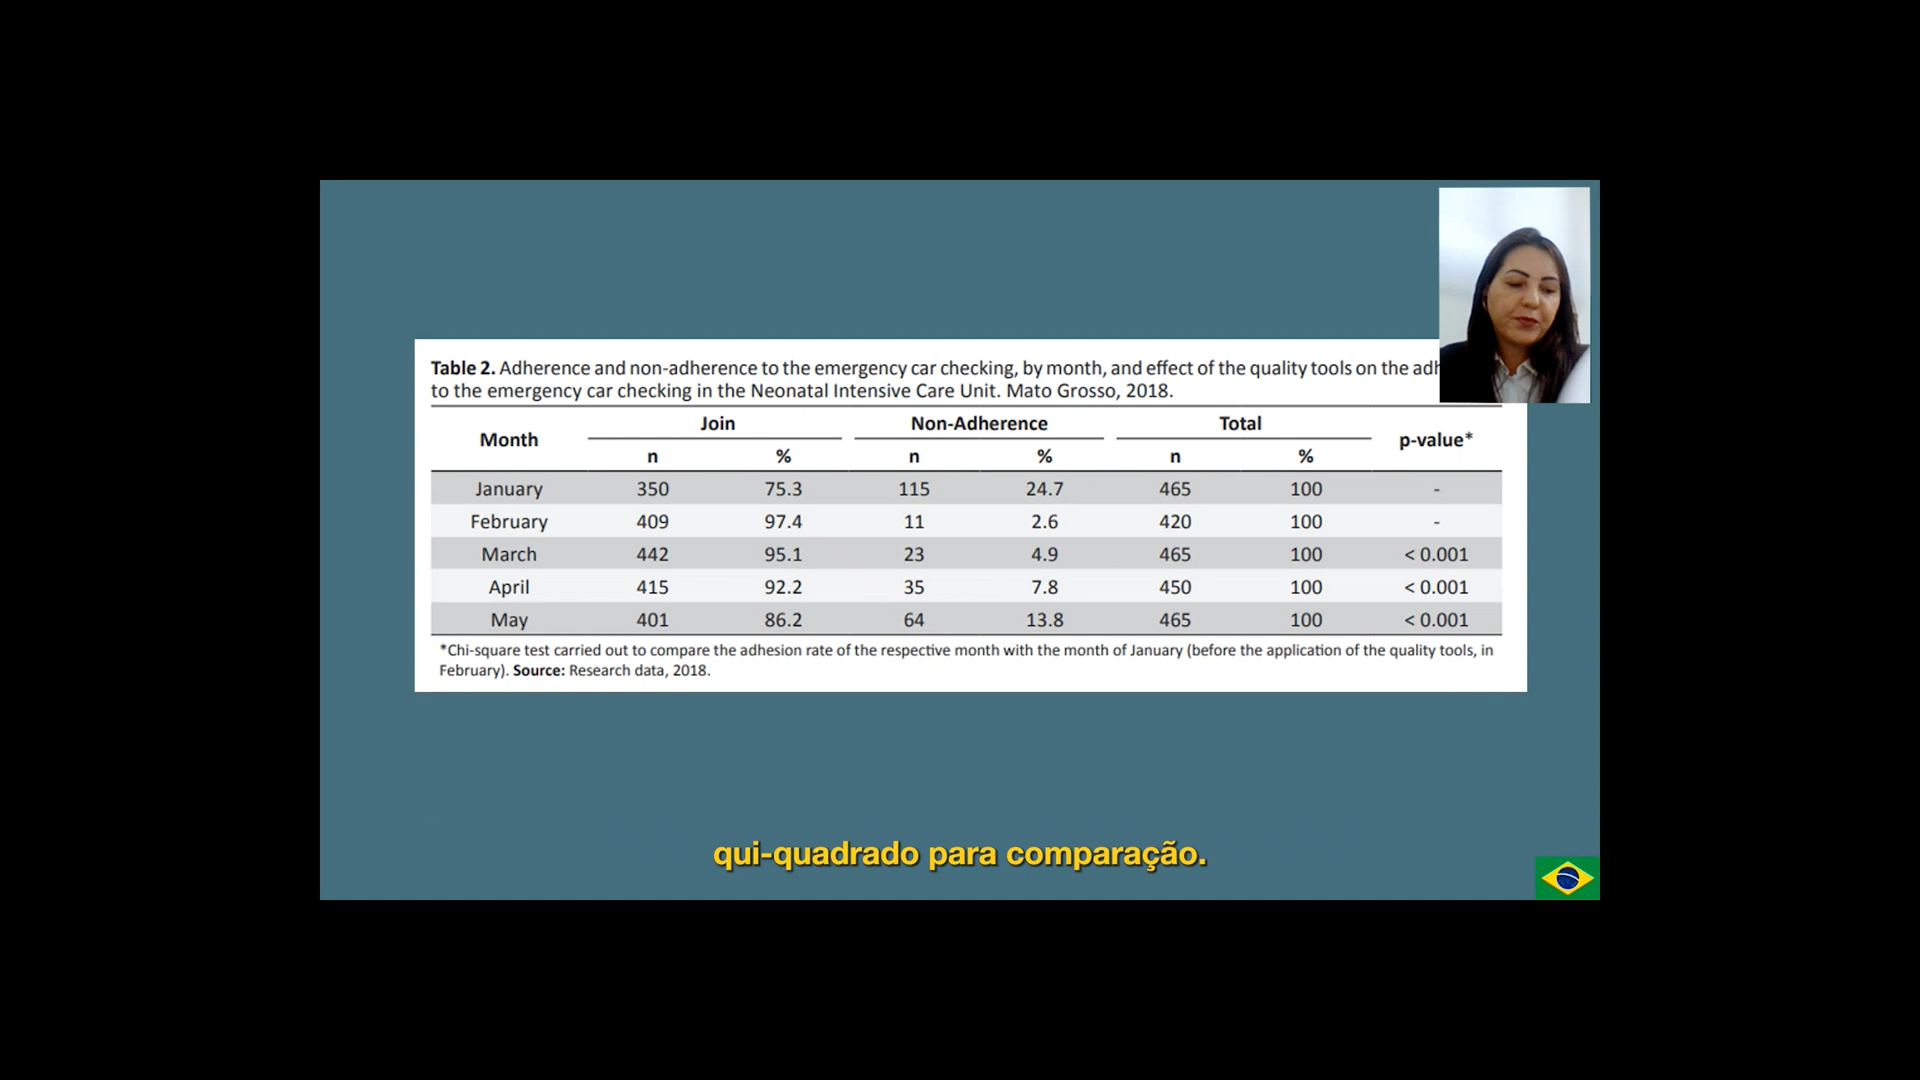 Table 2. Adherence and non-adherence to the emergency car checking, by month, and effect of the quality tools on the
to the emergency car checking in the Neonatal Intensive Care Unit. Mato Grosso, 2018.
Month Join Non-Adherence Total p-value*
n % n % n %
January 350 75.3 115 24.7 465 100 -
February 409 97.4 11 2.6 420 100 -
March 442 95.1 23 4.9 465 100 < 0.001
April 415 92.2 35 7.8 450 100 < 0.001
May 401 86.2 64 13.8 465 100 < 0.001
*Chi-square test carried out to compare the adhesion rate of the respective month with the month of January (before the application of the quality tools, in
February). Source: Research data, 2018.
qui-quadrado para comparação.